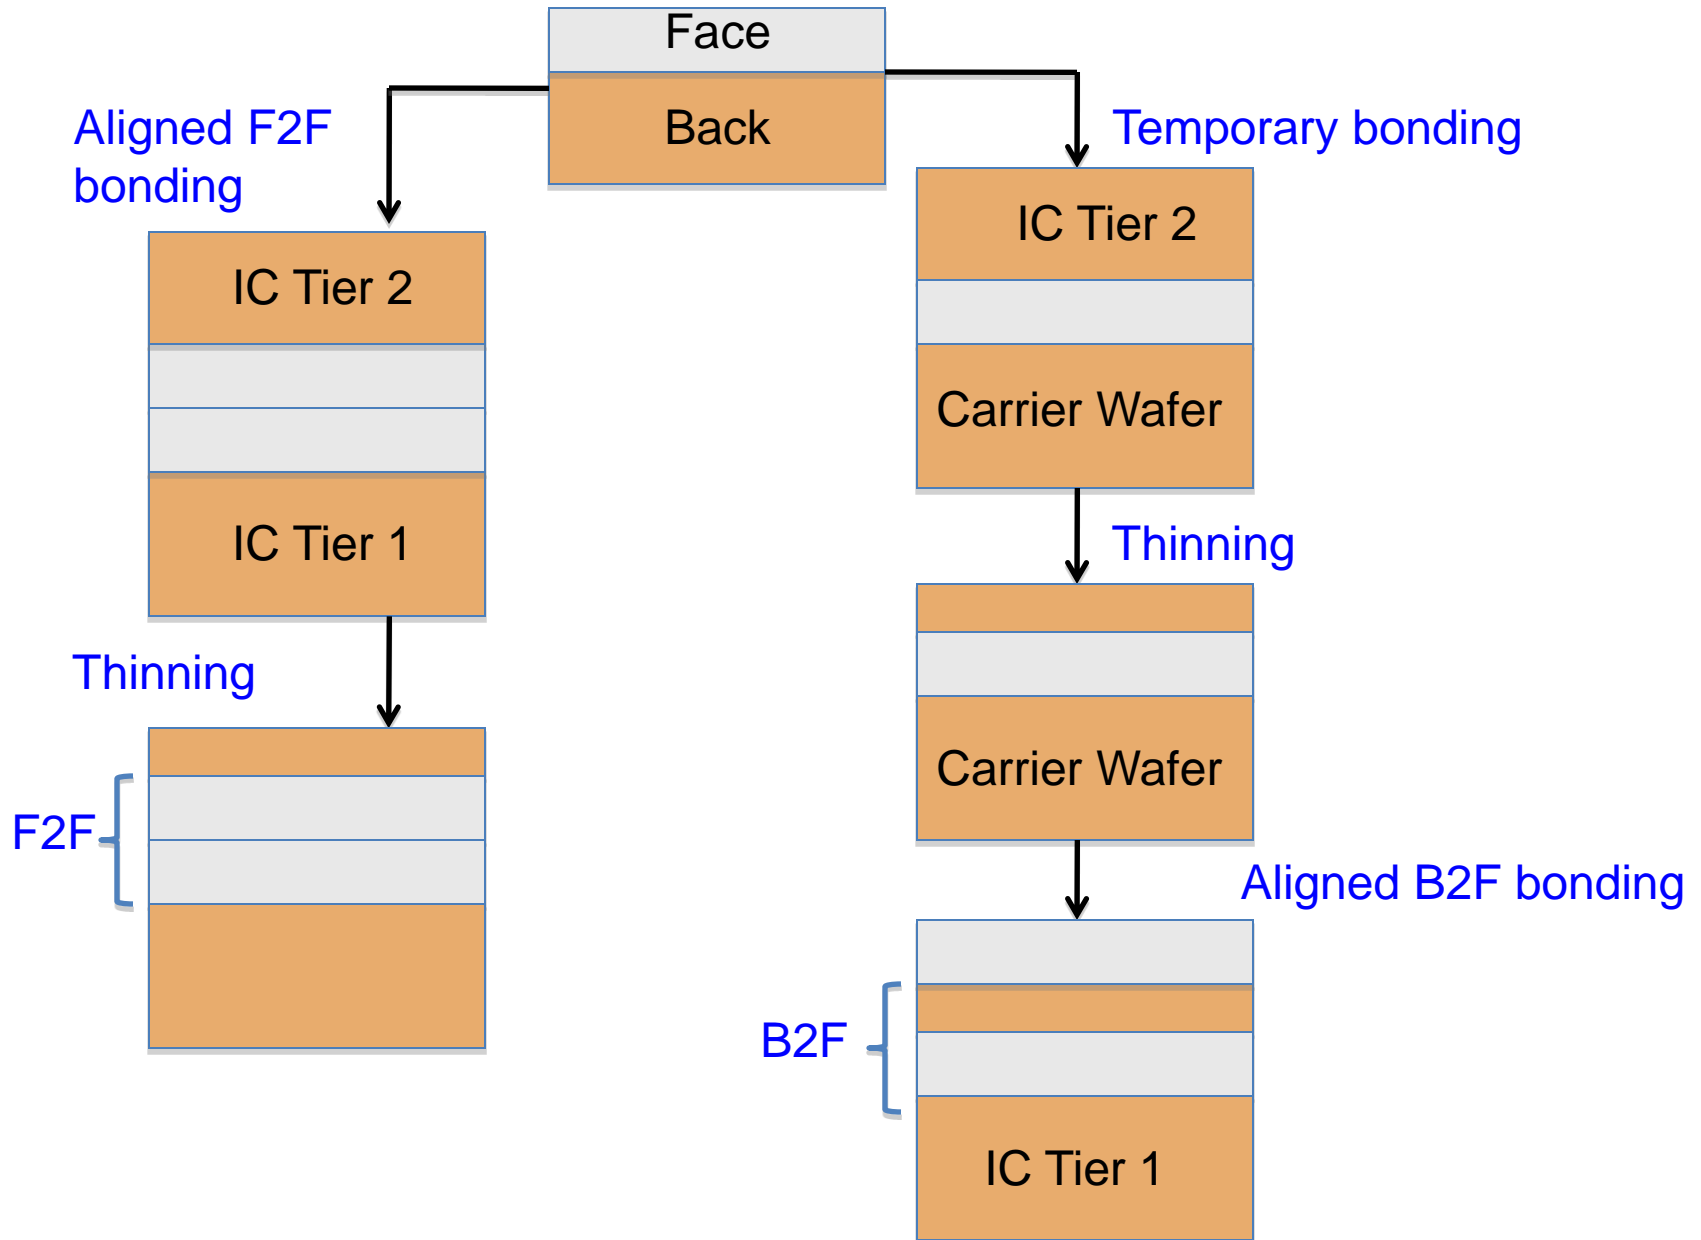 Face
Back
Aligned F2F
bonding
IC Tier 2
IC Tier 1
Thinning
F2F
Temporary bonding
IC Tier 2
Carrier Wafer
Thinning
Carrier Wafer
Aligned B2F bonding
B2F
IC Tier 1